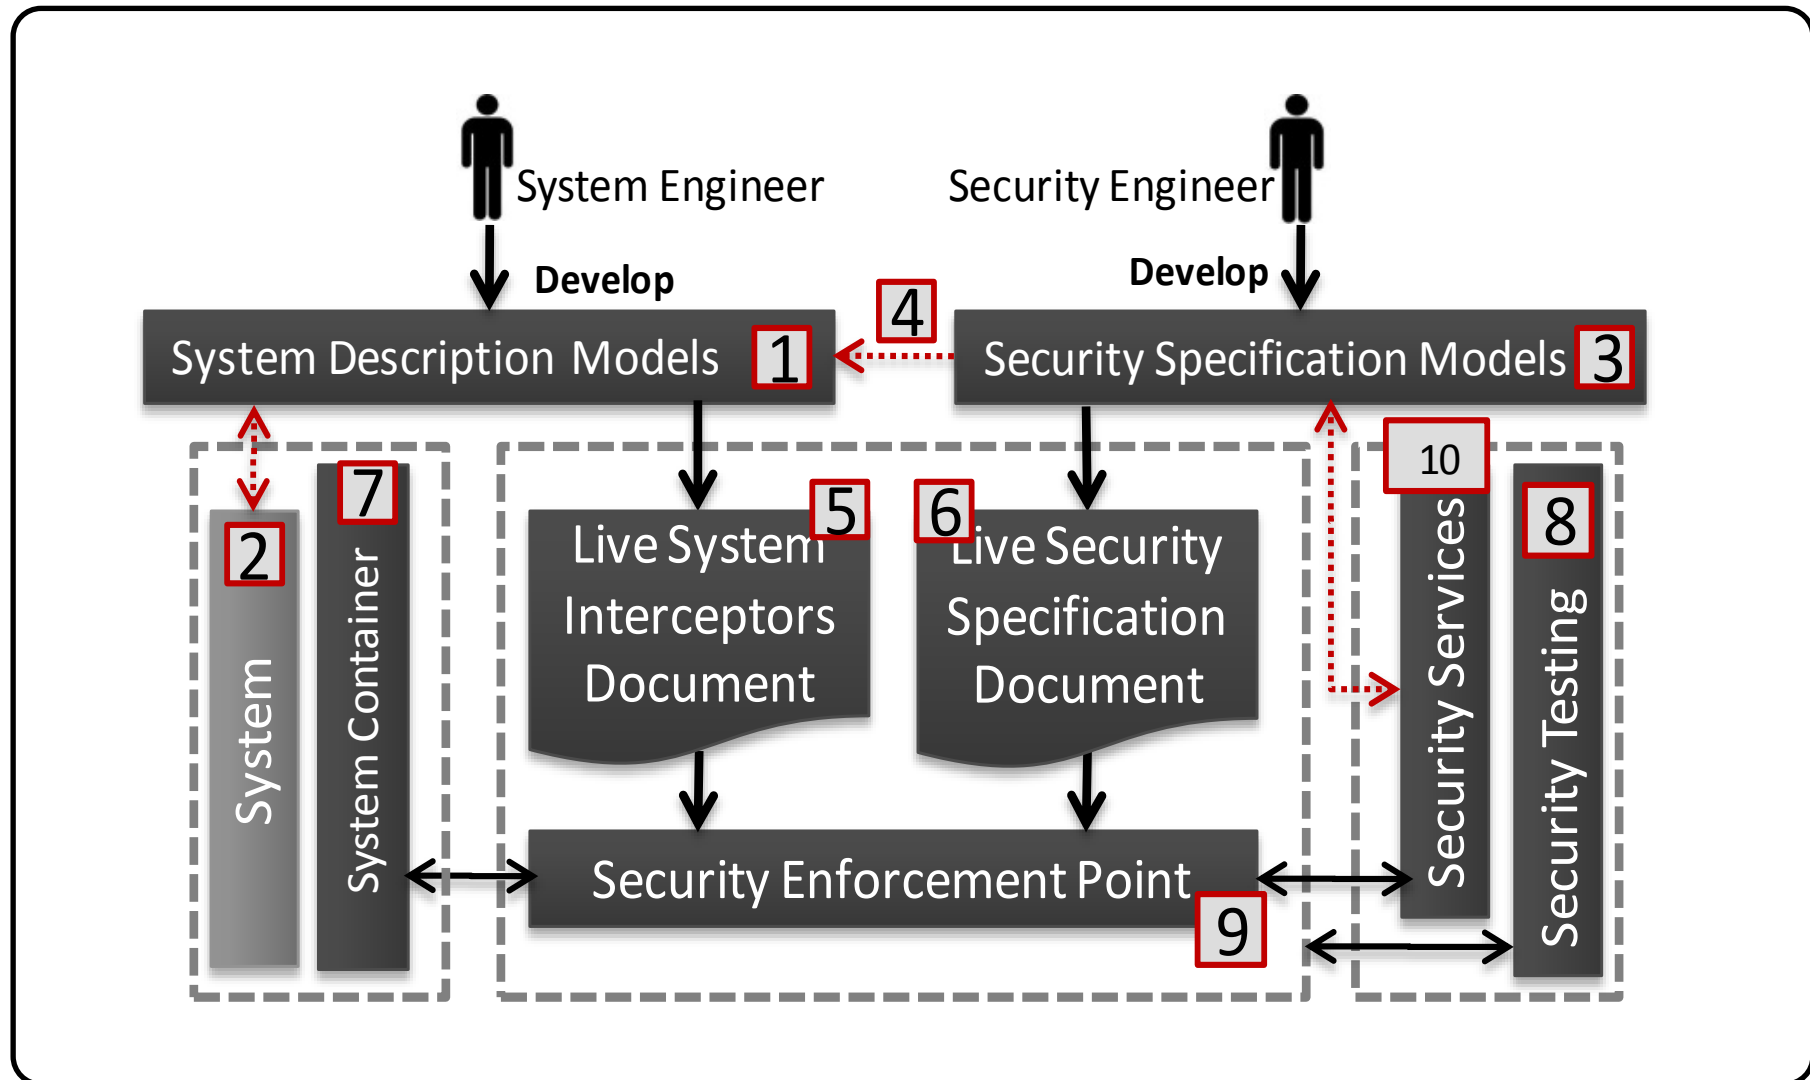 System Engineer
Security Engineer
Develop
Develop
4
System Description Models
1
Security Specification Models
3
2
System
7
System Container
5
Live System
Interceptors
Document
6
Live Security
Specification
Document
Security Enforcement Point
9
10
Security Services
8
Security Testing